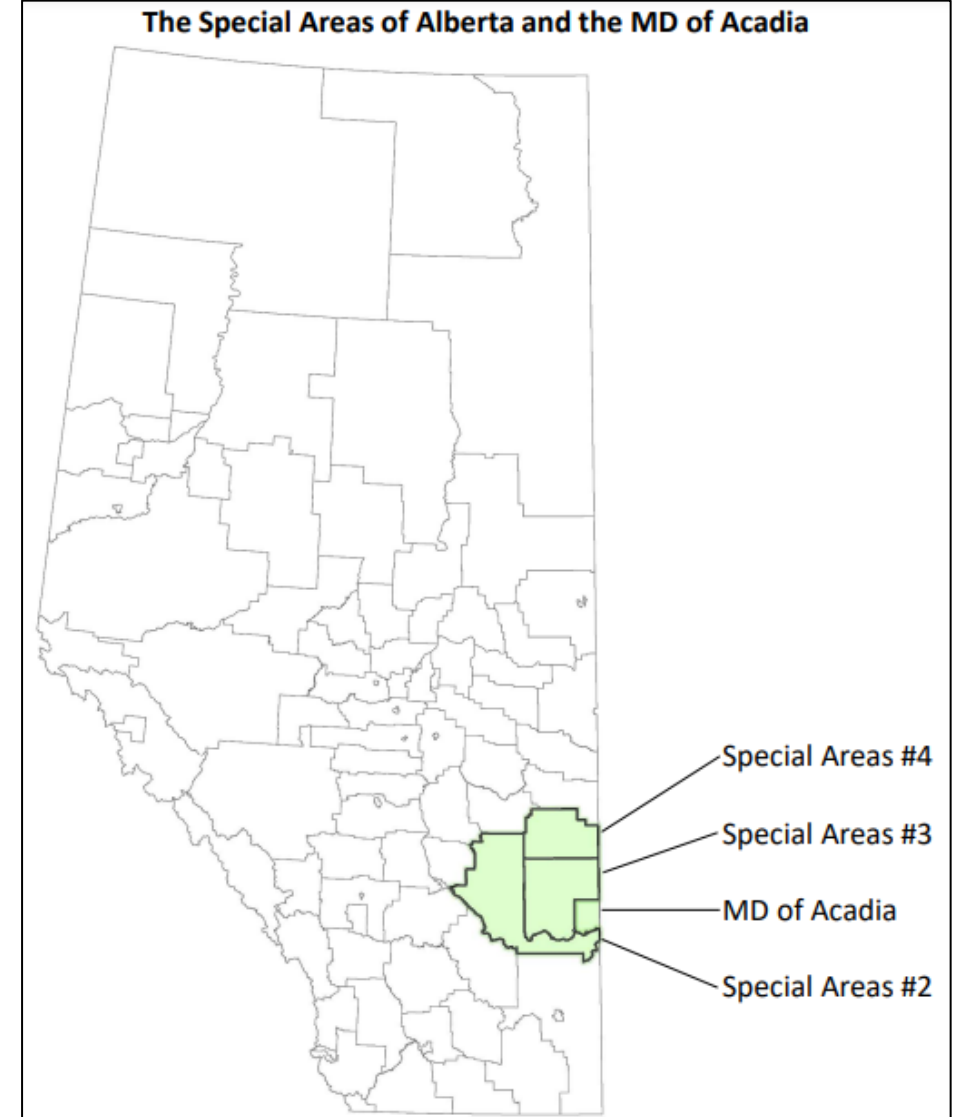 The Special Areas of Alberta and the MD of Acadia
Special Areas #4
Special Areas #3
MD of Acadia
Special Areas #2